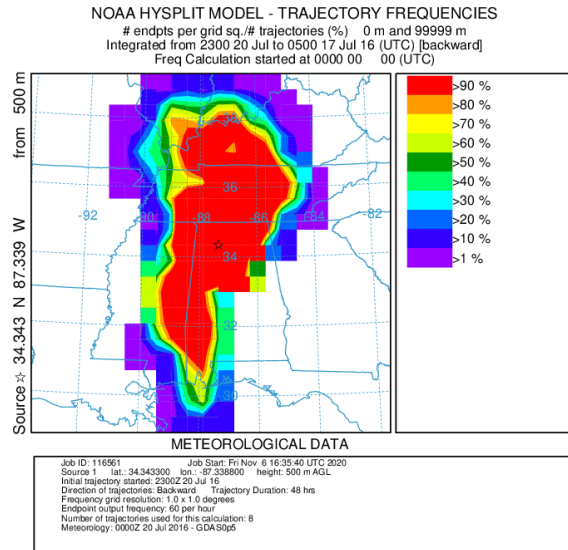 NOAA HYSPLIT MODEL - TRAJECTORY FREQUENCIES
# endpts per grid sq./# trajectories (%)    0 m and 99999 m
Integrated from 2300 20 Jul to 0500 17 Jul 16 (UTC) [backward]
Freq Calculation started at 0000 00    00 (UTC)
Source ☆ 34.343 N 87.339 W    from    500 m
38
36
-92
-90
-88
-86
-84
-82
34
32
30
>90 %
>80 %
>70 %
>60 %
>50 %
>40 %
>30 %
>20 %
>10 %
>1 %
METEOROLOGICAL DATA
Job ID: 116561    Job Start: Fri Nov 6 16:35:40 UTC 2020
Source 1    lat.: 34.343300    lon.: -87.338800    height: 500 m AGL
Initial trajectory started: 2300Z 20 Jul 16
Direction of trajectories: Backward    Trajectory Duration: 48 hrs
Frequency grid resolution: 1.0 x 1.0 degrees
Endpoint output frequency: 60 per hour
Number of trajectories used for this calculation: 8
Meteorology: 0000Z 20 Jul 2016 - GDAS0p5